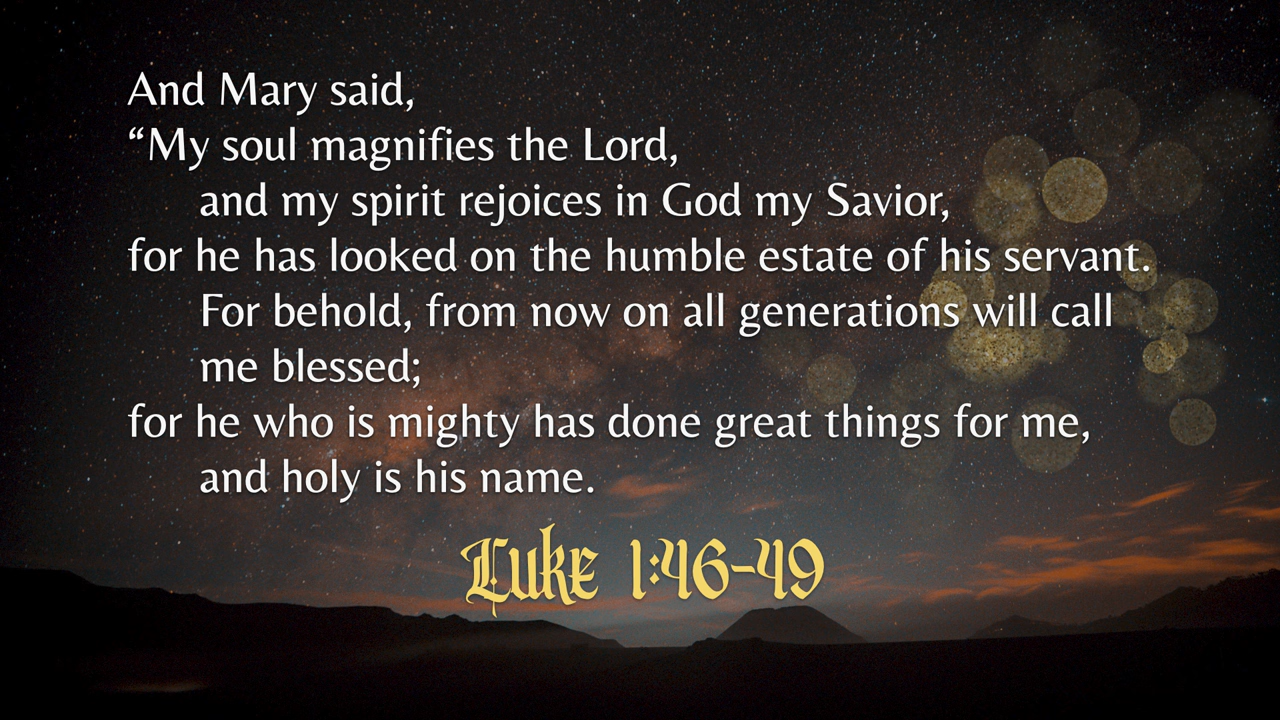 And Mary said,
“My soul magnifies the Lord,
and my spirit rejoices in God my Savior,
for he has looked on the humble estate of his servant.
For behold, from now on all generations will call
me blessed;
for he who is mighty has done great things for me,
and holy is his name.
Luke 1:46-49